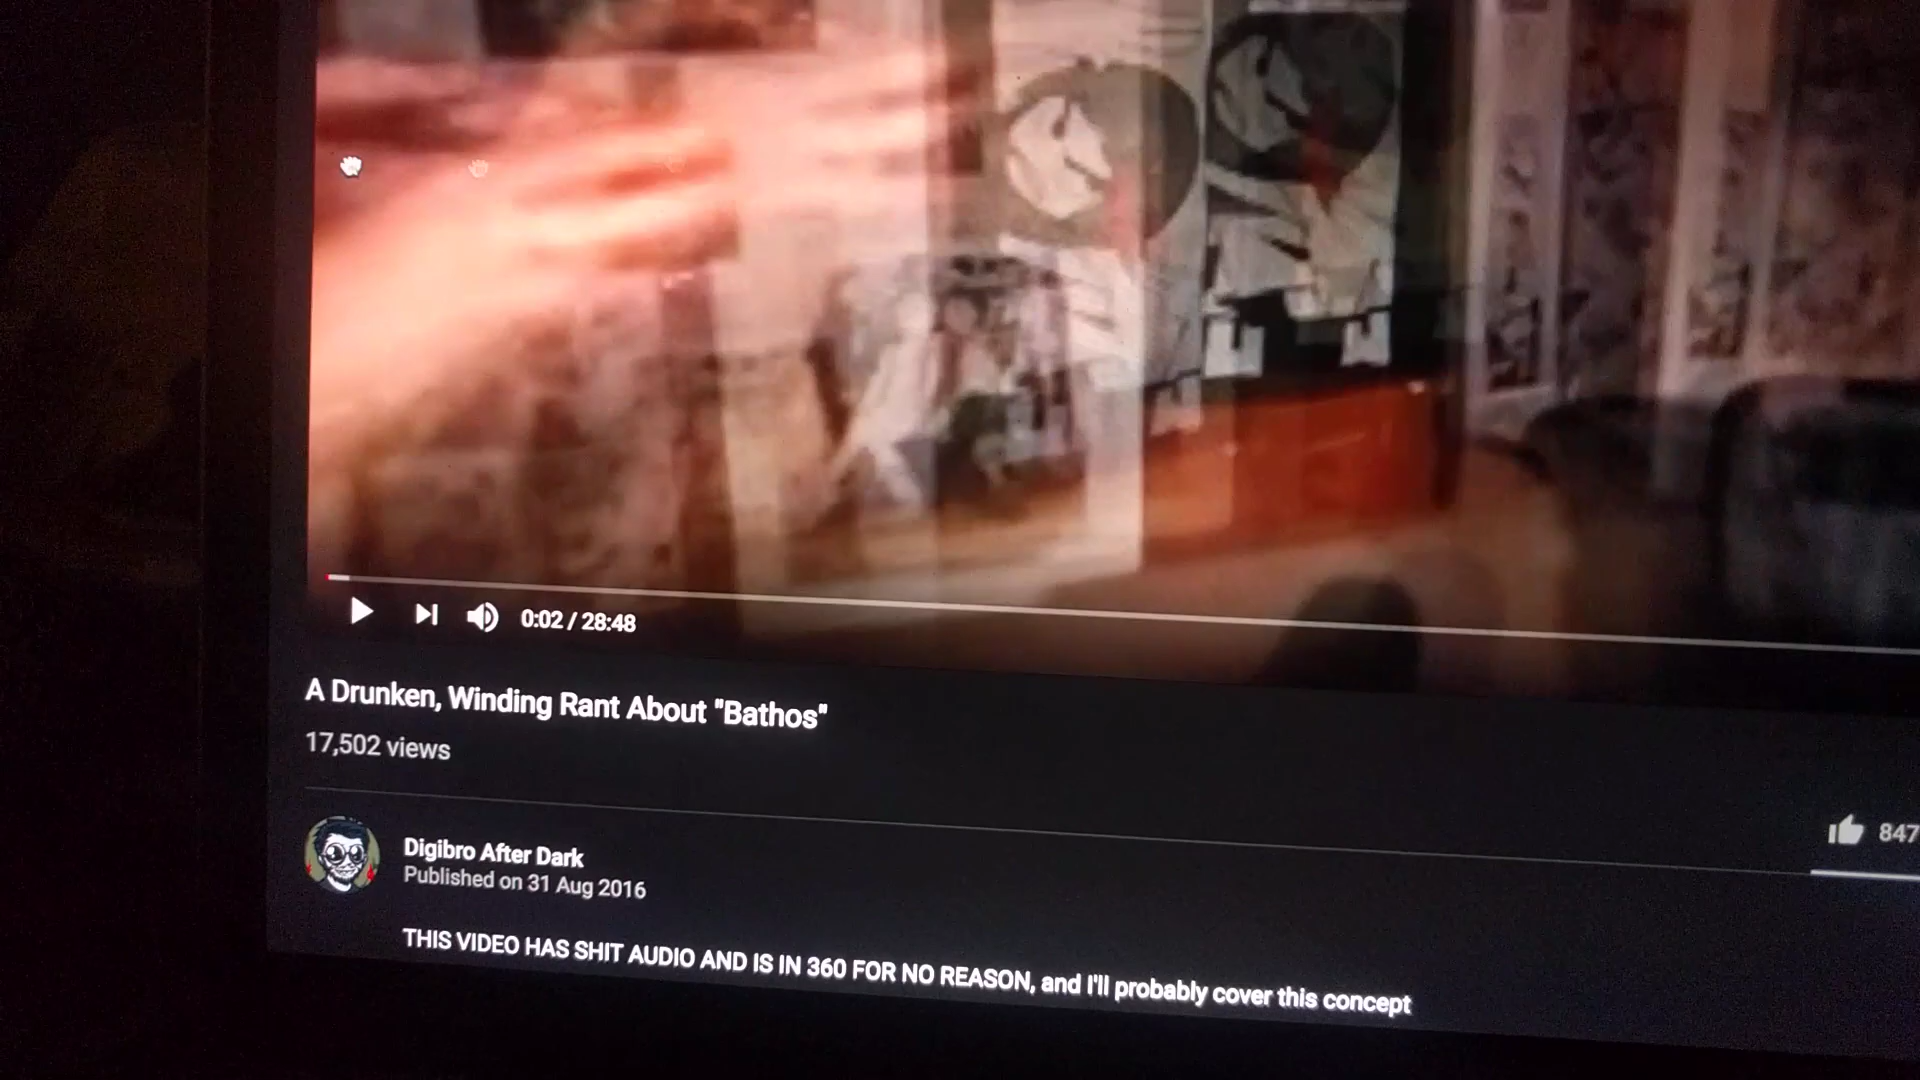 0:02 / 28:48
A Drunken, Winding Rant About "Bathos"
17,502 views
847
Digibro After Dark
Published on 31 Aug 2016
THIS VIDEO HAS SHIT AUDIO AND IS IN 360 FOR NO REASON, and I'll probably cover this concept